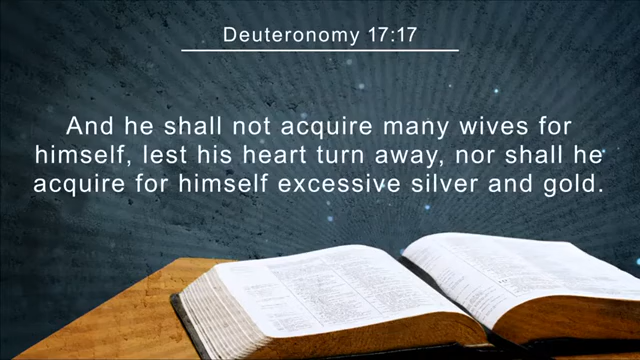 Deuteronomy 17:17
And he shall not acquire many wives for
himself, lest his heart turn away, nor shall he
acquire for himself excessive silver and gold.